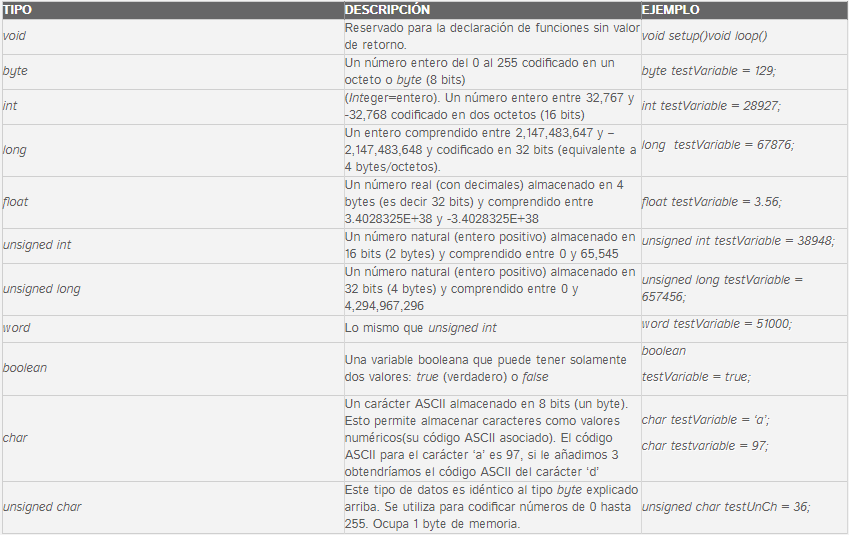 TIPO DESCRIPCIÓN EJEMPLO
void
Reservado para la declaración de funciones sin valor
de retorno.
void setup()void loop()
byte
Un número entero del 0 al 255 codificado en un
octeto o byte (8 bits)
byte testVariable = 129;
int
(Integer=entero). Un número entero entre 32,767 y
-32,768 codificado en dos octetos (16 bits)
int testVariable = 28927;
long
Un entero comprendido entre 2,147,483,647 y –
2,147,483,648 y codificado en 32 bits (equivalente a
4 bytes/octetos).
long  testVariable = 67876;
float
Un número real (con decimales) almacenado en 4
bytes (es decir 32 bits) y comprendido entre
3.4028325E+38 y -3.4028325E+38
float testVariable = 3.56;
unsigned int
Un número natural (entero positivo) almacenado en
16 bits (2 bytes) y comprendido entre 0 y 65,545
unsigned int testVariable = 38948;
unsigned long
Un número natural (entero positivo) almacenado en
32 bits (4 bytes) y comprendido entre 0 y
4,294,967,296
unsigned long testVariable =
657456;
word
Lo mismo que unsigned int
word testVariable = 51000;
boolean
Una variable booleana que puede tener solamente
dos valores: true (verdadero) o false
boolean
testVariable = true;
char
Un carácter ASCII almacenado en 8 bits (un byte).
Esto permite almacenar caracteres como valores
numéricos(su código ASCII asociado). El código
ASCII para el carácter ‘a’ es 97, si le añadimos 3
obtendríamos el código ASCII del carácter ‘d’
char testVariable = ‘a’;
char testvariable = 97;
unsigned char
Este tipo de datos es idéntico al tipo byte explicado
arriba. Se utiliza para codificar números de 0 hasta
255. Ocupa 1 byte de memoria.
unsigned char testUnCh = 36;